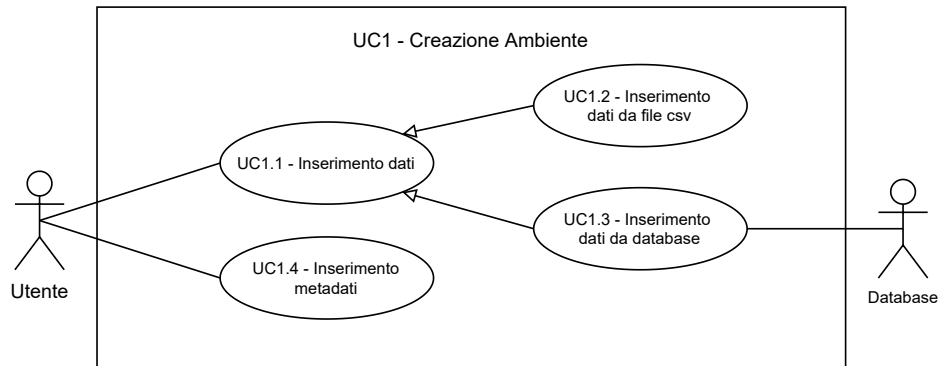 UC1 - Creazione Ambiente
UC1.2 - Inserimento
dati da file csv
UC1.1 - Inserimento dati
UC1.3 - Inserimento
dati da database
UC1.4 - Inserimento
metadati
Utente
Database